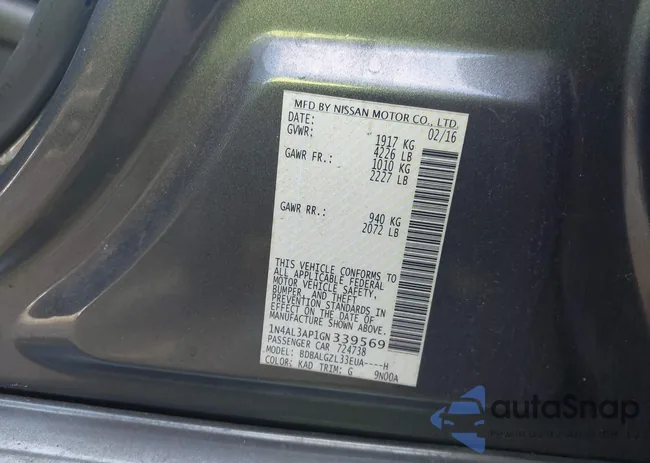 MFD BY NISSAN MOTOR CO., LTD.
DATE: 02/16
GVWR: 1917 KG
4226 LB
GAWR FR.: 1010 KG
2227 LB
GAWR RR.: 940 KG
2072 LB
THIS VEHICLE CONFORMS TO
ALL APPLICABLE FEDERAL
MOTOR VEHICLE SAFETY,
BUMPER, AND THEFT
PREVENTION STANDARDS IN
EFFECT ON THE DATE OF
MANUFACTURE SHOWN ABOVE.
1N4AL3AP1GN339569
PASSENGER CAR 724738
MODEL: BDBALGZL33EUA----H
COLOR: KAD TRIM: G 9N00A
autaSnap